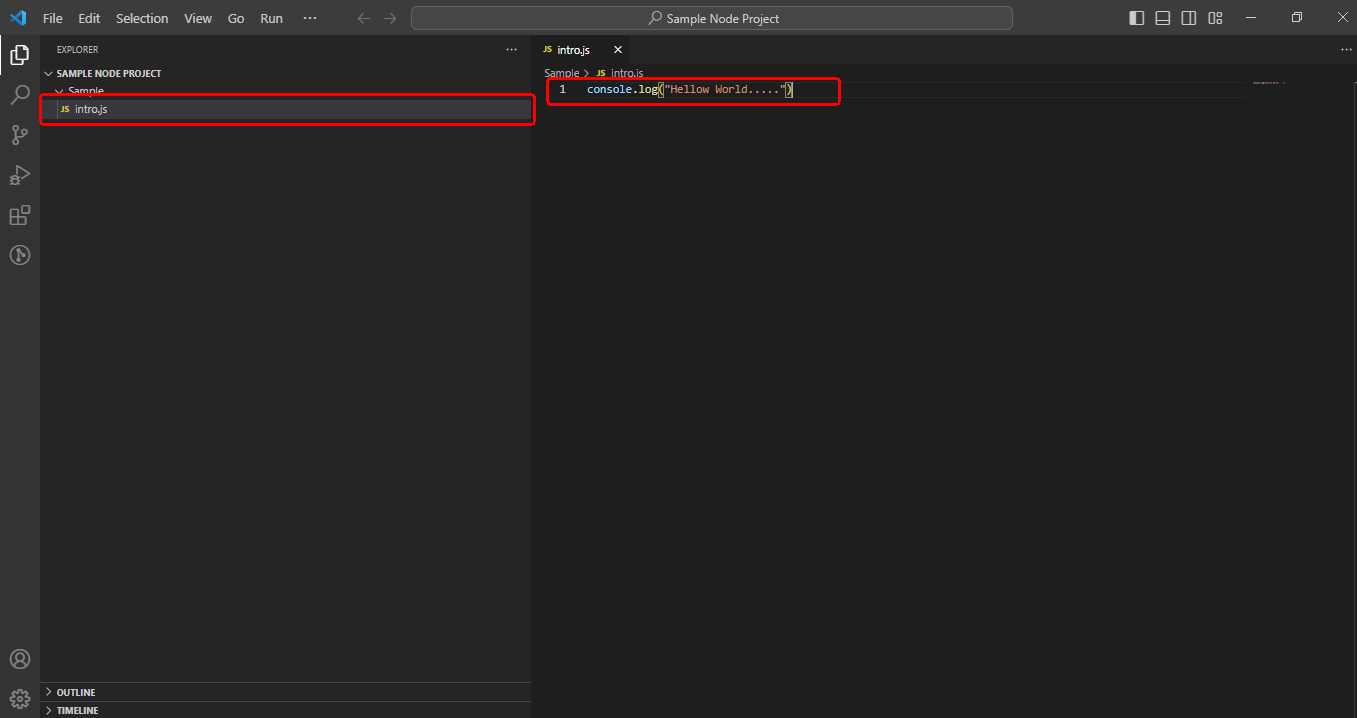 File Edit Selection View Go Run ···
Sample Node Project
EXPLORER ···
JS intro.js
SAMPLE NODE PROJECT
Sample
JS intro.js
Sample > JS intro.js
1 console.log("Hellow World.....")
OUTLINE
TIMELINE